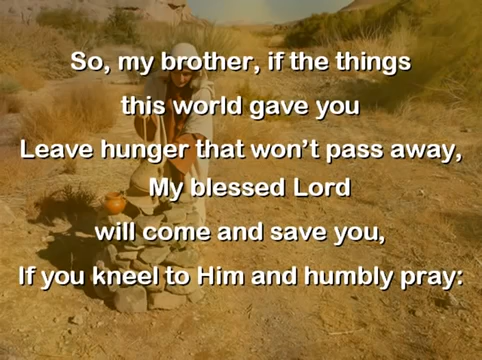 So, my brother, if the things
this world gave you
Leave hunger that won't pass away,
My blessed Lord
will come and save you,
If you kneel to Him and humbly pray: